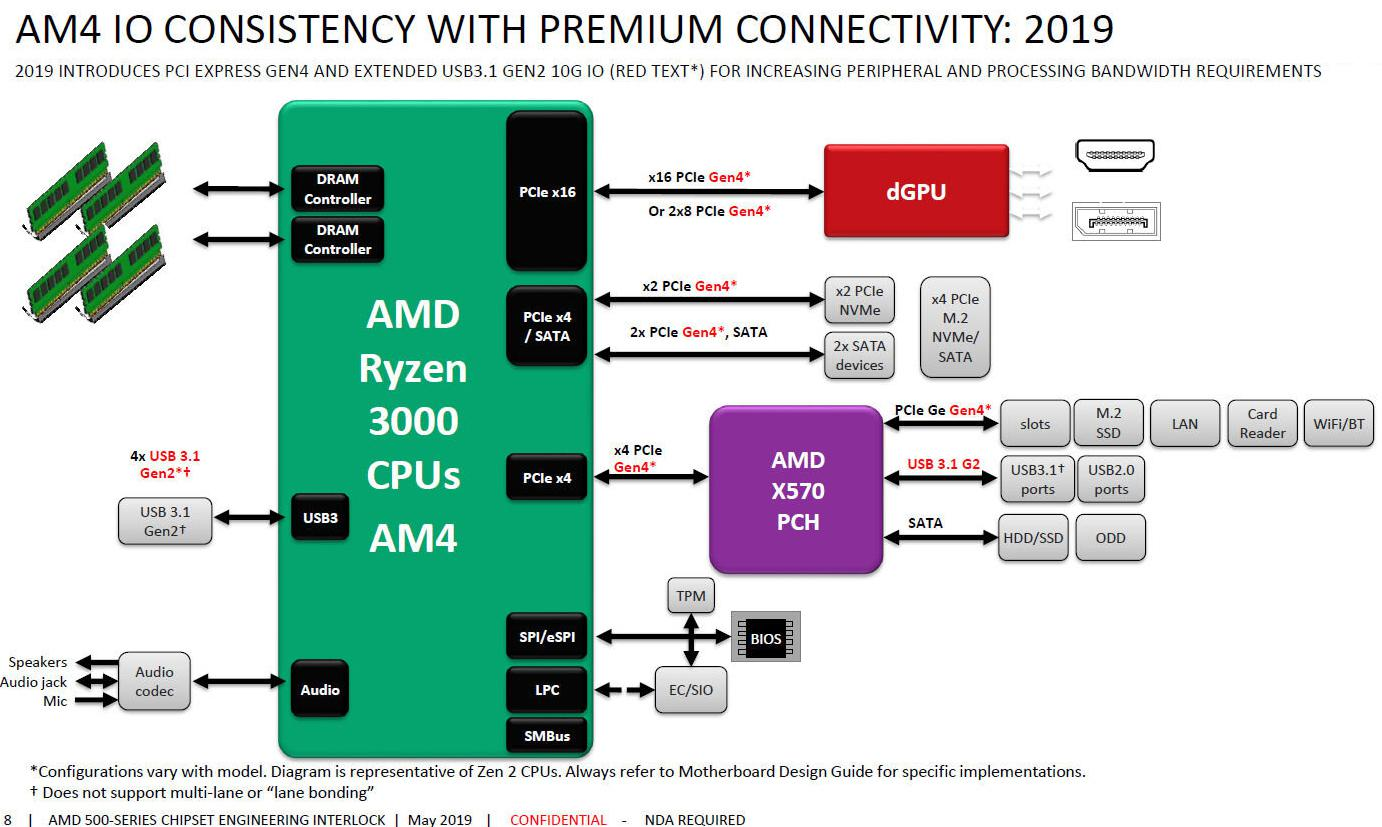 AM4 IO CONSISTENCY WITH PREMIUM CONNECTIVITY: 2019
2019 INTRODUCES PCI EXPRESS GEN4 AND EXTENDED USB3.1 GEN2 10G IO (RED TEXT*) FOR INCREASING PERIPHERAL AND PROCESSING BANDWIDTH REQUIREMENTS
DRAM
Controller
DRAM
Controller
PCIe x16
x16 PCIe Gen4*
Or 2x8 PCIe Gen4*
dGPU
AMD
Ryzen
3000
CPUs
AM4
PCIe x4
/ SATA
x2 PCIe Gen4*
2x PCIe Gen4*, SATA
x2 PCIe
NVMe
2x SATA
devices
x4 PCIe
M.2
NVMe/
SATA
PCIe x4
x4 PCIe
Gen4*
AMD
X570
PCH
PCIe Ge Gen4*
slots
M.2
SSD
LAN
Card
Reader
WiFi/BT
USB 3.1 G2
USB3.1†
ports
USB2.0
ports
SATA
HDD/SSD
ODD
4x USB 3.1
Gen2*†
USB 3.1
Gen2†
USB3
TPM
SPI/eSPI
BIOS
LPC
EC/SIO
SMBus
Speakers
Audio jack
Mic
Audio
codec
Audio
*Configurations vary with model. Diagram is representative of Zen 2 CPUs. Always refer to Motherboard Design Guide for specific implementations.
† Does not support multi-lane or “lane bonding”
8 | AMD 500-SERIES CHIPSET ENGINEERING INTERLOCK | May 2019 | CONFIDENTIAL - NDA REQUIRED